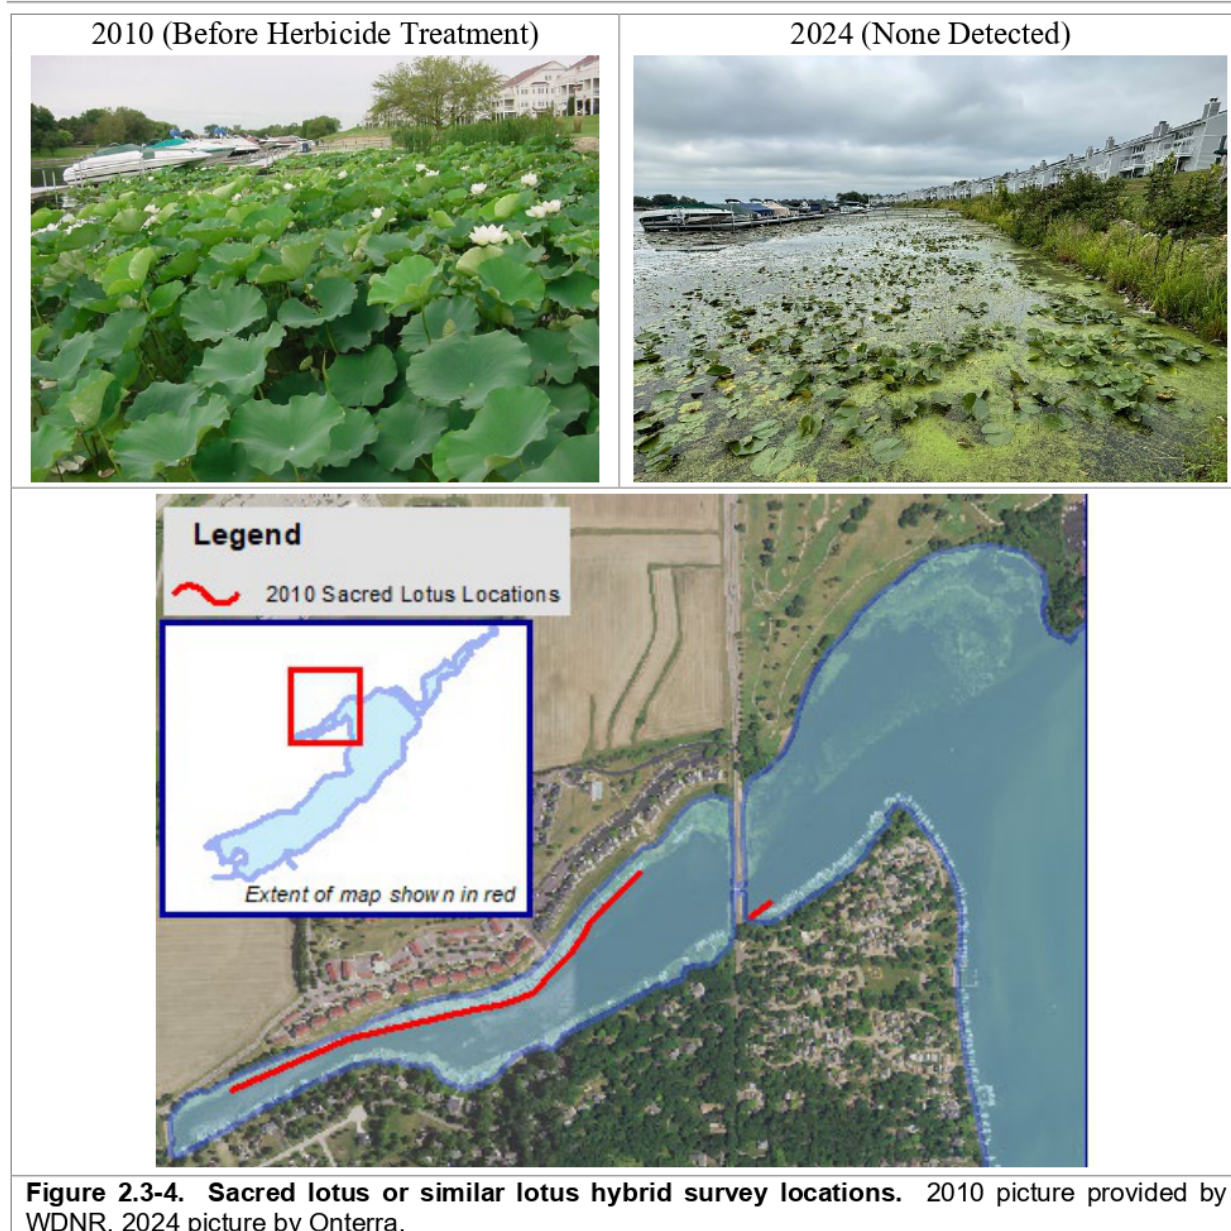 2010 (Before Herbicide Treatment)
2024 (None Detected)
Legend
2010 Sacred Lotus Locations
Extent of map shown in red
Figure 2.3-4. Sacred lotus or similar lotus hybrid survey locations. 2010 picture provided by
WDNR. 2024 picture by Onterra.